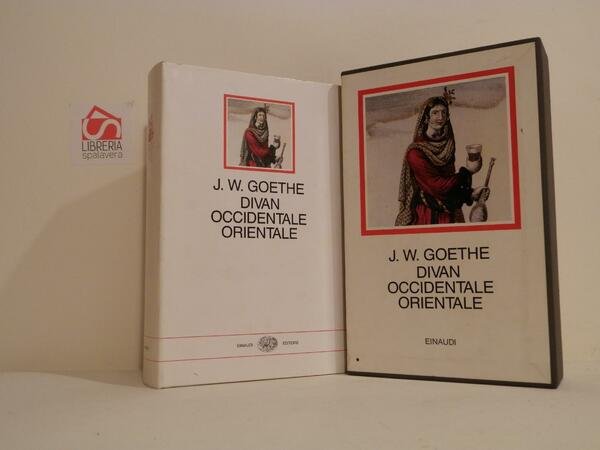 LIBRERIA
spalavera
J. W. GOETHE
DIVAN
OCCIDENTALE
ORIENTALE
EINAUDI
EDITORE
J. W. GOETHE
DIVAN
OCCIDENTALE
ORIENTALE
EINAUDI